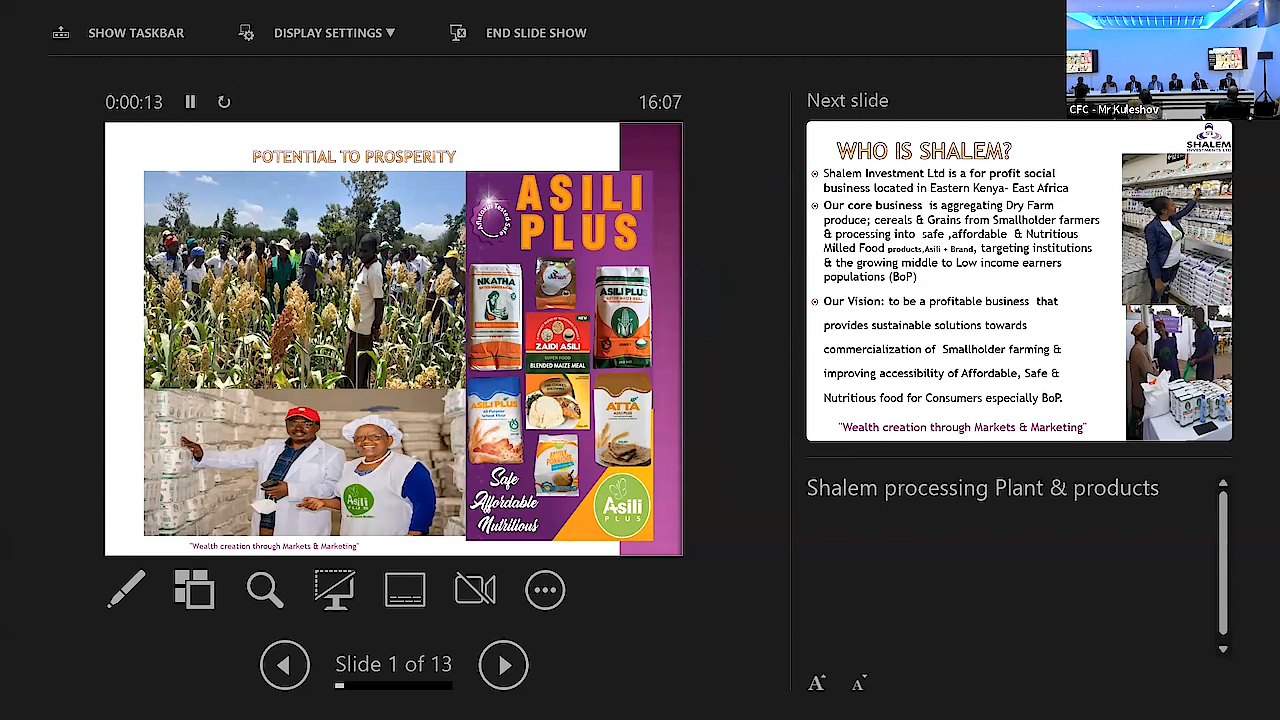 SHOW TASKBAR
DISPLAY SETTINGS ▼
END SLIDE SHOW
0:00:13
16:07
POTENTIAL TO PROSPERITY
ASILI
PLUS
NKATHA
ASILI PLUS
NEW
ZAIDI ASILI
SUPER FOOD
BLENDED MAIZE MEAL
ASILI PLUS
ATTA
Safe
Affordable
Nutritious
Asili
PLUS
Asili
PLUS
"Wealth creation through Markets & Marketing"
Slide 1 of 13
Next slide
CFC - Mr Kuleshov
SHALEM
INVESTMENTS LTD
WHO IS SHALEM?
Shalem Investment Ltd is a for profit social
business located in Eastern Kenya- East Africa
Our core business is aggregating Dry Farm
produce; cereals & Grains from Smallholder farmers
& processing into safe ,affordable & Nutritious
Milled Food products,Asili + Brand, targeting institutions
& the growing middle to Low income earners
populations (BoP)
Our Vision: to be a profitable business that
provides sustainable solutions towards
commercialization of Smallholder farming &
improving accessibility of Affordable, Safe &
Nutritious food for Consumers especially BoP.
"Wealth creation through Markets & Marketing"
Shalem processing Plant & products
A
A